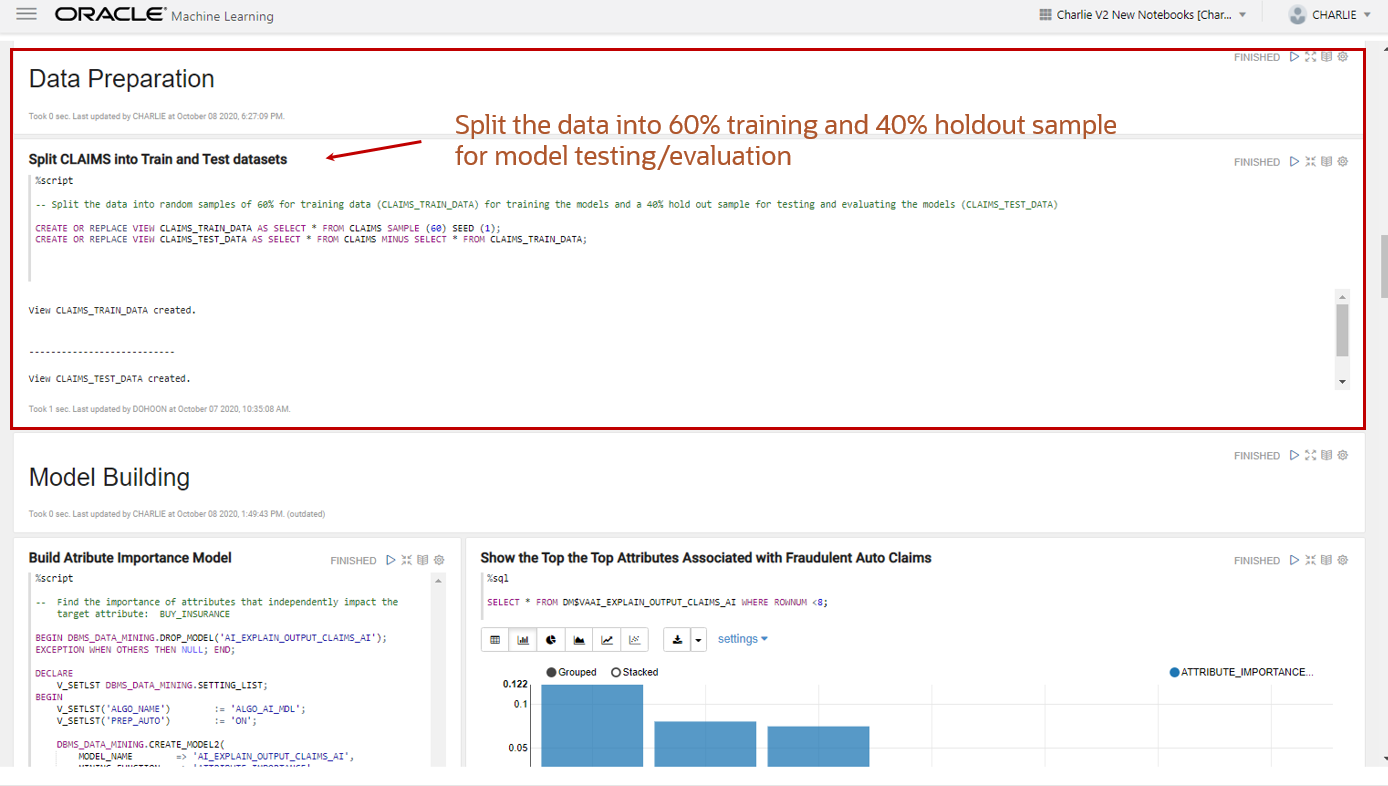 ORACLE® Machine Learning
Charlie V2 New Notebooks [Char...
CHARLIE
Data Preparation
FINISHED
Took 0 sec. Last updated by CHARLIE at October 08 2020, 6:27:09 PM.
Split the data into 60% training and 40% holdout sample
for model testing/evaluation
Split CLAIMS into Train and Test datasets
FINISHED
%script
-- Split the data into random samples of 60% for training data (CLAIMS_TRAIN_DATA) for training the models and a 40% hold out sample for testing and evaluating the models (CLAIMS_TEST_DATA)
CREATE OR REPLACE VIEW CLAIMS_TRAIN_DATA AS SELECT * FROM CLAIMS SAMPLE (60) SEED (1);
CREATE OR REPLACE VIEW CLAIMS_TEST_DATA AS SELECT * FROM CLAIMS MINUS SELECT * FROM CLAIMS_TRAIN_DATA;
View CLAIMS_TRAIN_DATA created.
---------------------------
View CLAIMS_TEST_DATA created.
Took 1 sec. Last updated by DOHOON at October 07 2020, 10:35:08 AM.
Model Building
FINISHED
Took 0 sec. Last updated by CHARLIE at October 08 2020, 1:49:43 PM. (outdated)
Build Atribute Importance Model
FINISHED
%script
-- Find the importance of attributes that independently impact the
target attribute: BUY_INSURANCE
BEGIN DBMS_DATA_MINING.DROP_MODEL('AI_EXPLAIN_OUTPUT_CLAIMS_AI');
EXCEPTION WHEN OTHERS THEN NULL; END;
DECLARE
V_SETLST DBMS_DATA_MINING.SETTING_LIST;
BEGIN
V_SETLST('ALGO_NAME') := 'ALGO_AI_MDL';
V_SETLST('PREP_AUTO') := 'ON';
DBMS_DATA_MINING.CREATE_MODEL2(
MODEL_NAME => 'AI_EXPLAIN_OUTPUT_CLAIMS_AI',
MINING_FUNCTION => 'ATTRIBUTE_IMPORTANCE',
Show the Top the Top Attributes Associated with Fraudulent Auto Claims
FINISHED
%sql
SELECT * FROM DM$VAAI_EXPLAIN_OUTPUT_CLAIMS_AI WHERE ROWNUM <8;
settings
Grouped Stacked
ATTRIBUTE_IMPORTANCE...
0.122
0.1
0.05